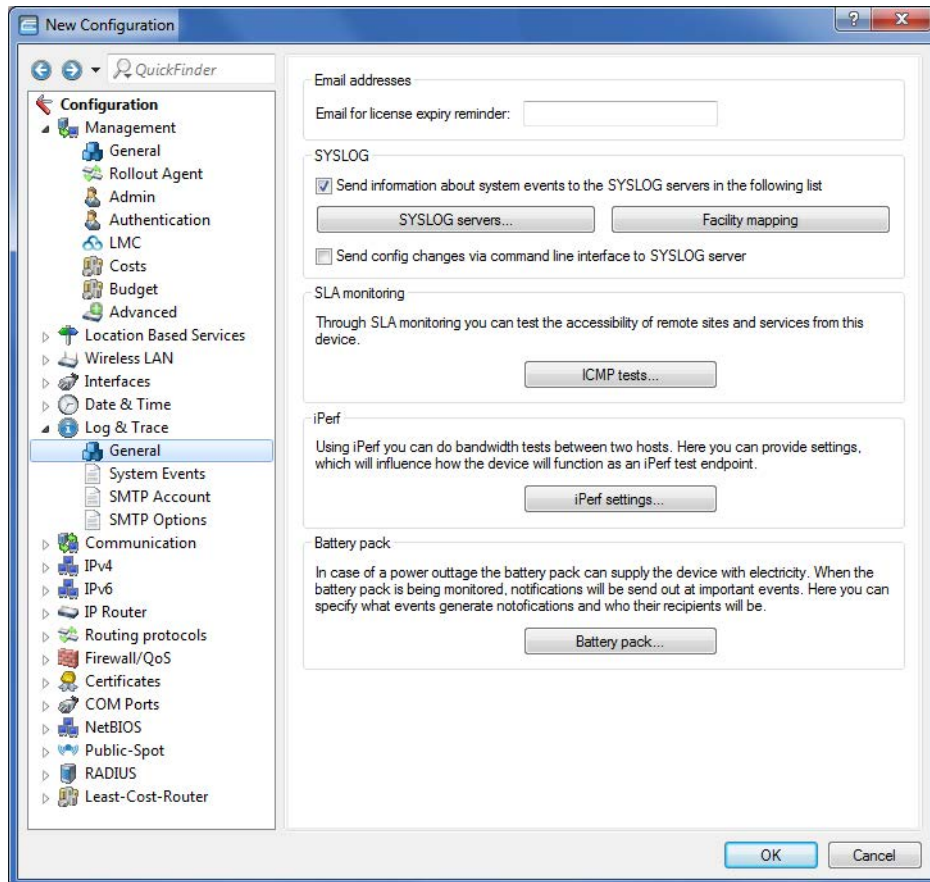 New Configuration
?
QuickFinder
Configuration
Management
General
Rollout Agent
Admin
Authentication
LMC
Costs
Budget
Advanced
Location Based Services
Wireless LAN
Interfaces
Date & Time
Log & Trace
General
System Events
SMTP Account
SMTP Options
Communication
IPv4
IPv6
IP Router
Routing protocols
Firewall/QoS
Certificates
COM Ports
NetBIOS
Public-Spot
RADIUS
Least-Cost-Router
Email addresses
Email for license expiry reminder:
SYSLOG
Send information about system events to the SYSLOG servers in the following list
SYSLOG servers...
Facility mapping
Send config changes via command line interface to SYSLOG server
SLA monitoring
Through SLA monitoring you can test the accessibility of remote sites and services from this
device.
ICMP tests...
iPerf
Using iPerf you can do bandwidth tests between two hosts. Here you can provide settings,
which will influence how the device will function as an iPerf test endpoint.
iPerf settings...
Battery pack
In case of a power outtage the battery pack can supply the device with electricity. When the
battery pack is being monitored, notifications will be send out at important events. Here you can
specify what events generate notofications and who their recipients will be.
Battery pack...
OK
Cancel